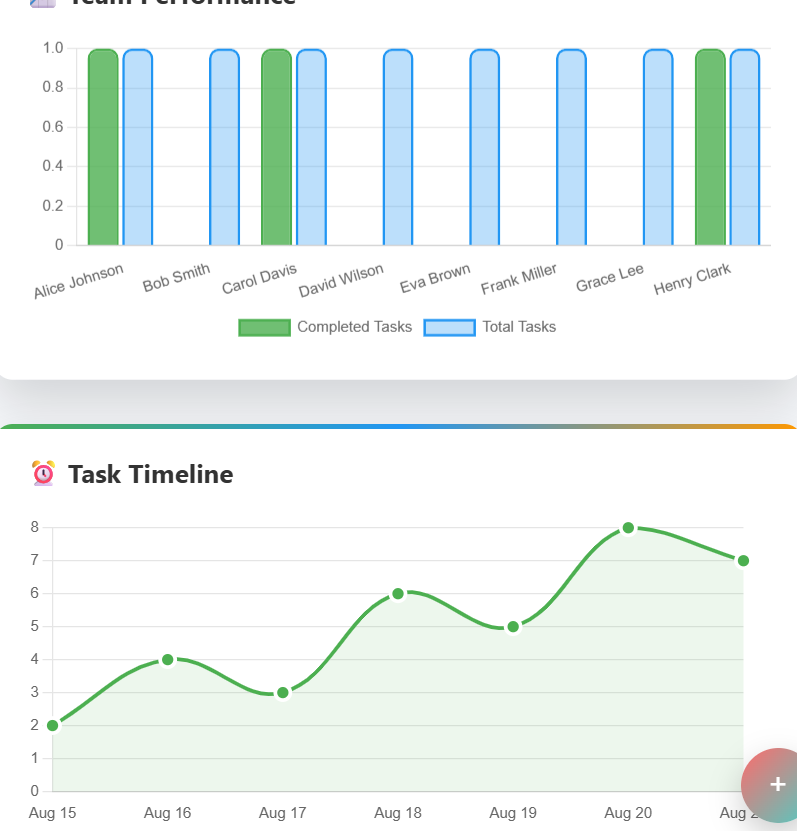 Team Performance
1.0
0.8
0.6
0.4
0.2
0
Alice Johnson
Bob Smith
Carol Davis
David Wilson
Eva Brown
Frank Miller
Grace Lee
Henry Clark
Completed Tasks Total Tasks
Task Timeline
8
7
6
5
4
3
2
1
0
Aug 15 Aug 16 Aug 17 Aug 18 Aug 19 Aug 20 Aug
+